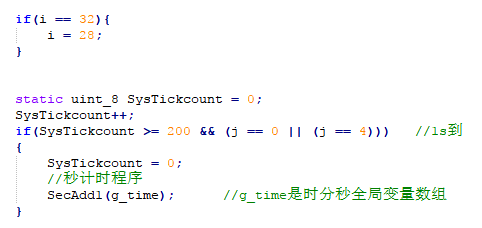 if(i == 32){
    i = 28;
}
static uint_8 SysTickcount = 0;
SysTickcount++;
if(SysTickcount >= 200 && (j == 0 || (j == 4)))   //1s到
{
    SysTickcount = 0;
    //秒计时程序
    SecAdd1(g_time);      //g_time是时分秒全局变量数组
}